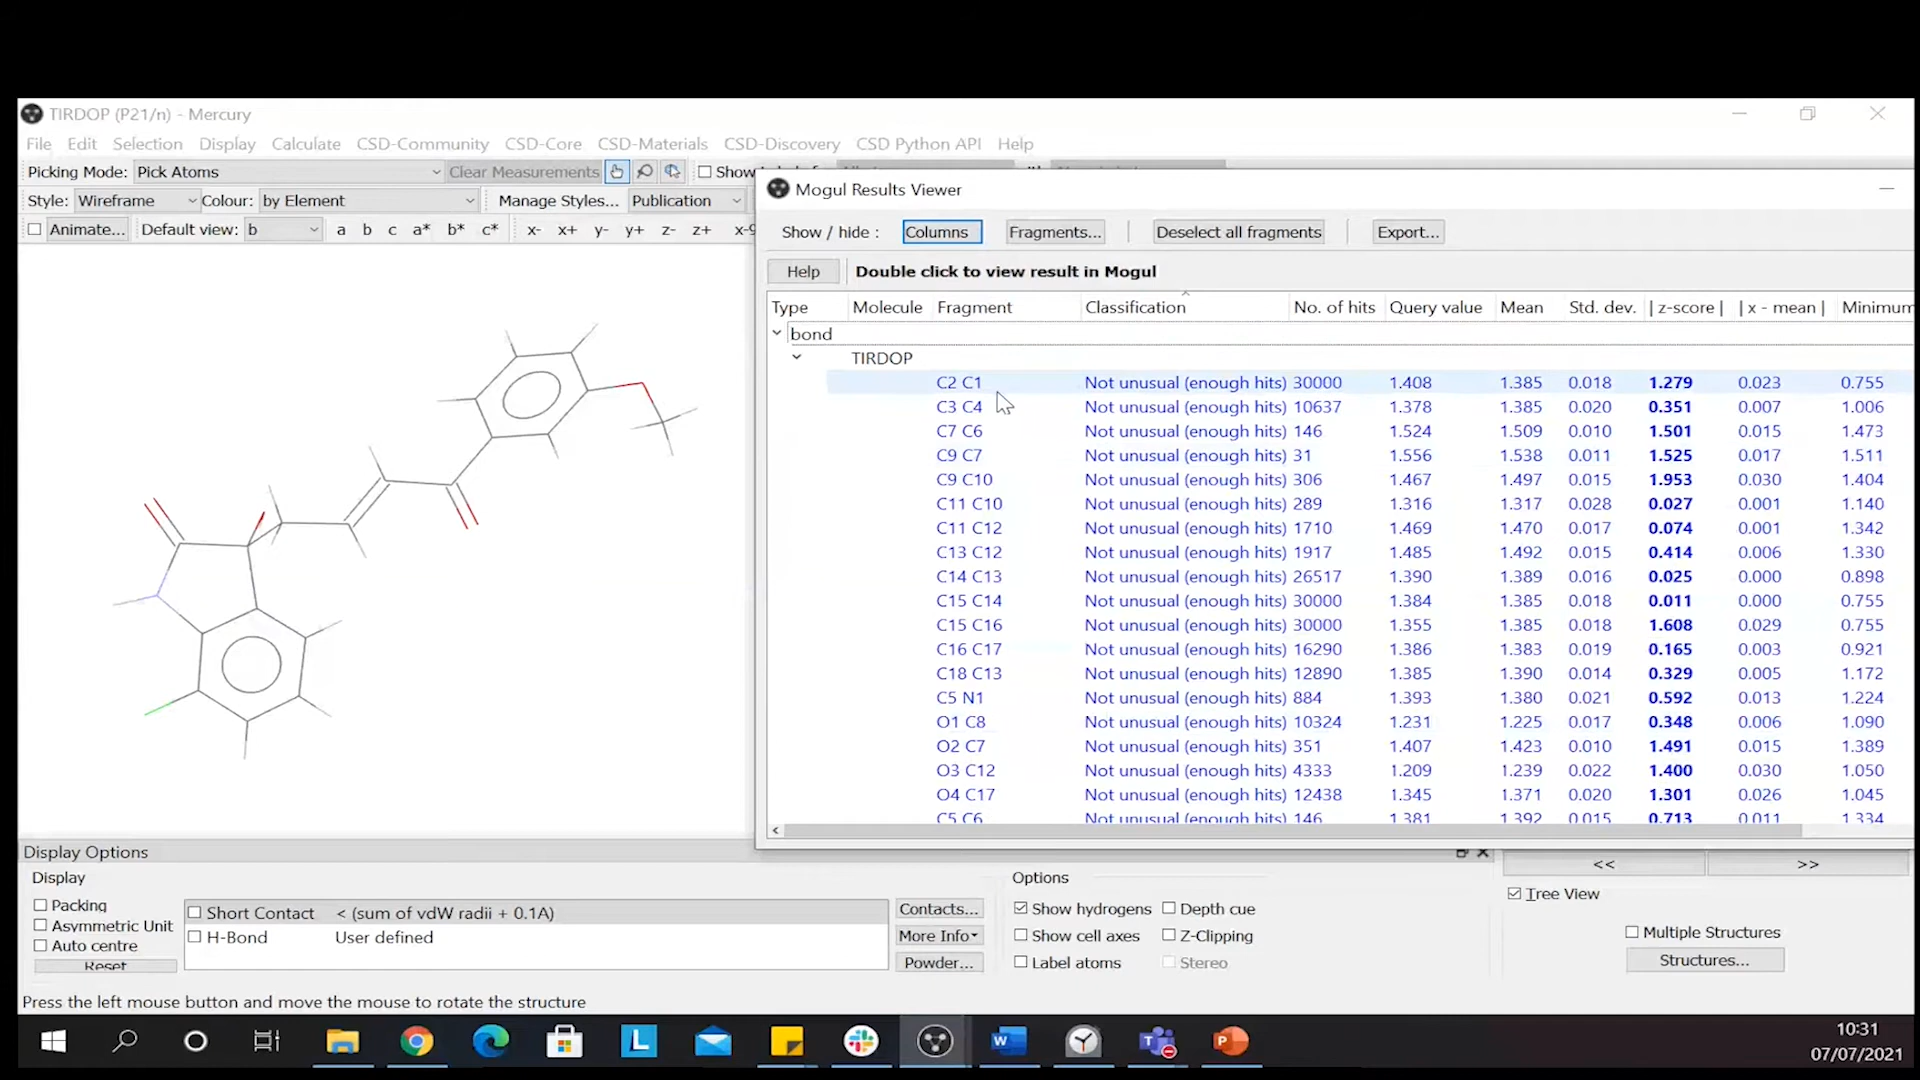 TIRDOP (P21/n) - Mercury
File Edit Selection Display Calculate CSD-Community CSD-Core CSD-Materials CSD-Discovery CSD Python API Help
Picking Mode: Pick Atoms Clear Measurements Show
Style: Wireframe Colour: by Element Manage Styles... Publication
Animate... Default view: b a b c a* b* c* x- x+ y- y+ z- z+ x-9
Mogul Results Viewer
Show / hide : Columns Fragments... Deselect all fragments Export...
Help Double click to view result in Mogul
Type Molecule Fragment Classification No. of hits Query value Mean Std. dev. | z-score | | x - mean | Minimum
bond
TIRDOP
C2 C1 Not unusual (enough hits) 30000 1.408 1.385 0.018 1.279 0.023 0.755
C3 C4 Not unusual (enough hits) 10637 1.378 1.385 0.020 0.351 0.007 1.006
C7 C6 Not unusual (enough hits) 146 1.524 1.509 0.010 1.501 0.015 1.473
C9 C7 Not unusual (enough hits) 31 1.556 1.538 0.011 1.525 0.017 1.511
C9 C10 Not unusual (enough hits) 306 1.467 1.497 0.015 1.953 0.030 1.404
C11 C10 Not unusual (enough hits) 289 1.316 1.317 0.028 0.027 0.001 1.140
C11 C12 Not unusual (enough hits) 1710 1.469 1.470 0.017 0.074 0.001 1.342
C13 C12 Not unusual (enough hits) 1917 1.485 1.492 0.015 0.414 0.006 1.330
C14 C13 Not unusual (enough hits) 26517 1.390 1.389 0.016 0.025 0.000 0.898
C15 C14 Not unusual (enough hits) 30000 1.384 1.385 0.018 0.011 0.000 0.755
C15 C16 Not unusual (enough hits) 30000 1.355 1.385 0.018 1.608 0.029 0.755
C16 C17 Not unusual (enough hits) 16290 1.386 1.383 0.019 0.165 0.003 0.921
C18 C13 Not unusual (enough hits) 12890 1.385 1.390 0.014 0.329 0.005 1.172
C5 N1 Not unusual (enough hits) 884 1.393 1.380 0.021 0.592 0.013 1.224
O1 C8 Not unusual (enough hits) 10324 1.231 1.225 0.017 0.348 0.006 1.090
O2 C7 Not unusual (enough hits) 351 1.407 1.423 0.010 1.491 0.015 1.389
O3 C12 Not unusual (enough hits) 4333 1.209 1.239 0.022 1.400 0.030 1.050
O4 C17 Not unusual (enough hits) 12438 1.345 1.371 0.020 1.301 0.026 1.045
C5 C6 Not unusual (enough hits) 146 1.381 1.392 0.015 0.713 0.011 1.334
Display Options
<< >>
Display
Options
Tree View
Packing
Asymmetric Unit
Auto centre
Reset
Short Contact < (sum of vdW radii + 0.1A)
H-Bond User defined
Contacts...
More Info
Powder...
Show hydrogens Depth cue
Show cell axes Z-Clipping
Label atoms Stereo
Multiple Structures
Structures...
Press the left mouse button and move the mouse to rotate the structure
10:31
07/07/2021